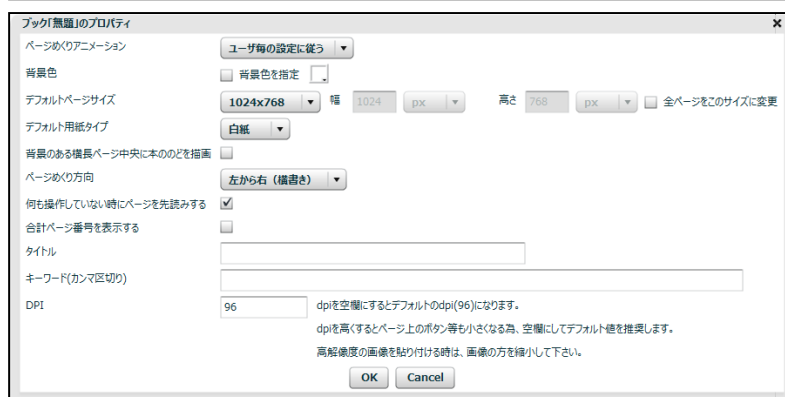 ブック「無題」のプロパティ
ページめくりアニメーション ユーザ毎の設定に従う
背景色 背景色を指定
デフォルトページサイズ 1024x768 幅 1024 px 高さ 768 px 全ページをこのサイズに変更
デフォルト用紙タイプ 白紙
背景のある横長ページ中央に本ののどを描画
ページめくり方向 左から右（横書き）
何も操作していない時にページを先読みする
合計ページ番号を表示する
タイトル
キーワード(カンマ区切り)
DPI 96 dpiを空欄にするとデフォルトのdpi(96)になります。
dpiを高くするとページ上のボタン等も小さくなる為、空欄にしてデフォルト値を推奨します。
高解像度の画像を貼り付ける時は、画像の方を縮小して下さい。
OK Cancel